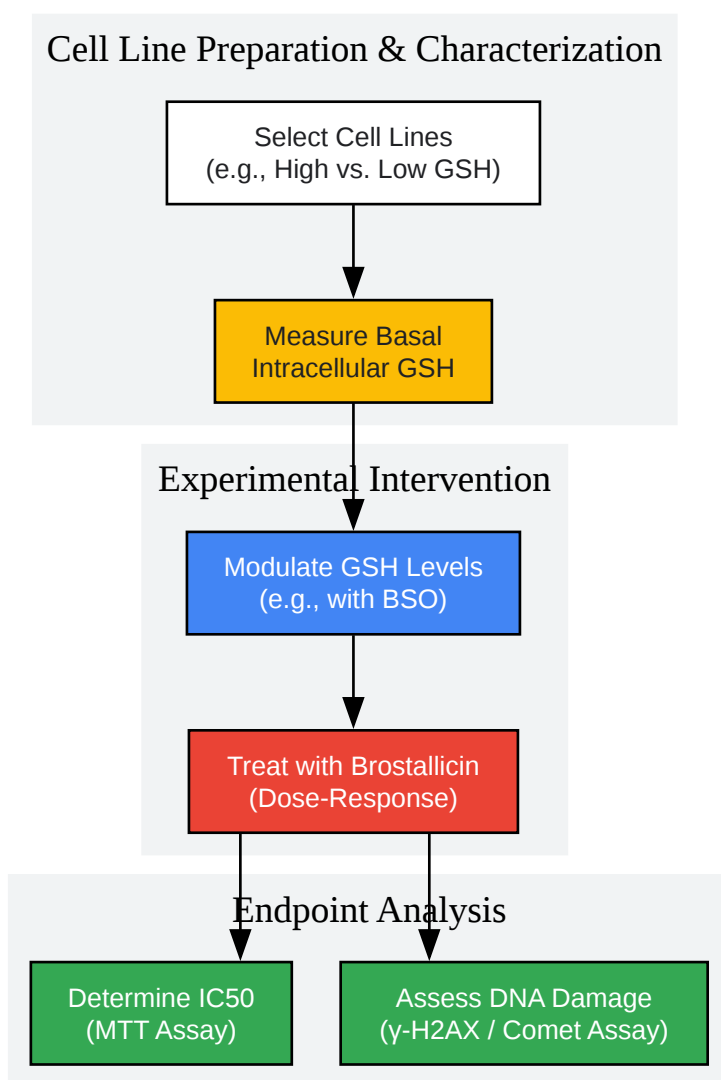 Cell Line Preparation & Characterization
Select Cell Lines
(e.g., High vs. Low GSH)
Measure Basal
Intracellular GSH
Experimental Intervention
Modulate GSH Levels
(e.g., with BSO)
Treat with Brostallicin
(Dose-Response)
Endpoint Analysis
Determine IC50
(MTT Assay)
Assess DNA Damage
(γ-H2AX / Comet Assay)